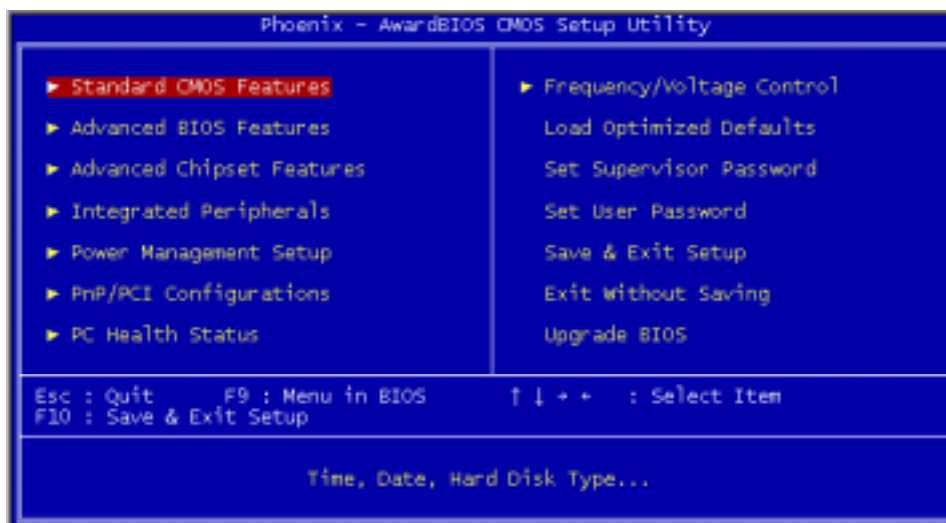 Phoenix - AwardBIOS CMOS Setup Utility
► Standard CMOS Features
► Advanced BIOS Features
► Advanced Chipset Features
► Integrated Peripherals
► Power Management Setup
► PnP/PCI Configurations
► PC Health Status
► Frequency/Voltage Control
Load Optimized Defaults
Set Supervisor Password
Set User Password
Save & Exit Setup
Exit Without Saving
Upgrade BIOS
Esc : Quit F9 : Menu in BIOS ↑ ↓ → ← : Select Item
F10 : Save & Exit Setup
Time, Date, Hard Disk Type...